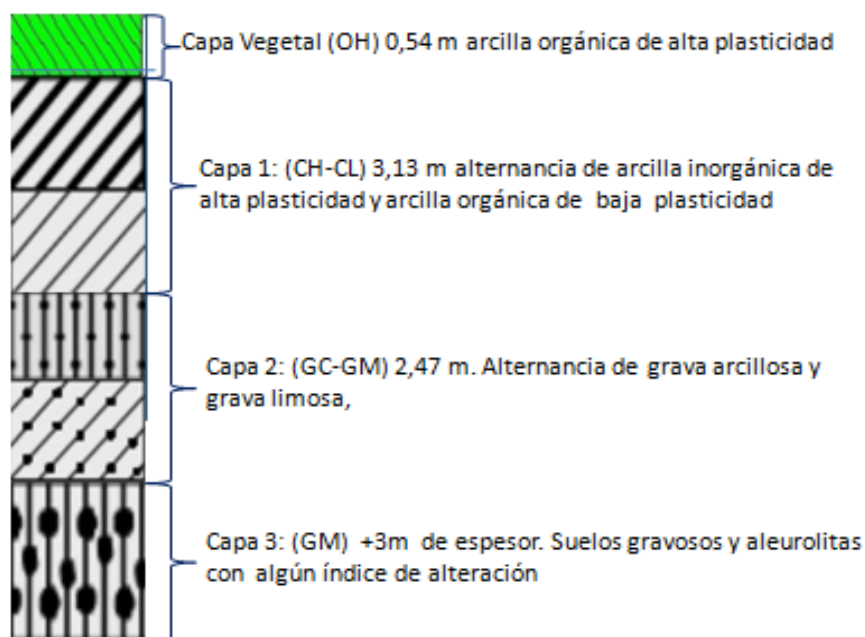 Capa Vegetal (OH) 0,54 m arcilla orgánica de alta plasticidad
Capa 1: (CH-CL) 3,13 m alternancia de arcilla inorgánica de
alta plasticidad y arcilla orgánica de baja plasticidad
Capa 2: (GC-GM) 2,47 m. Alternancia de grava arcillosa y
grava limosa,
Capa 3: (GM) +3m de espesor. Suelos gravosos y aleurolitas
con algún índice de alteración